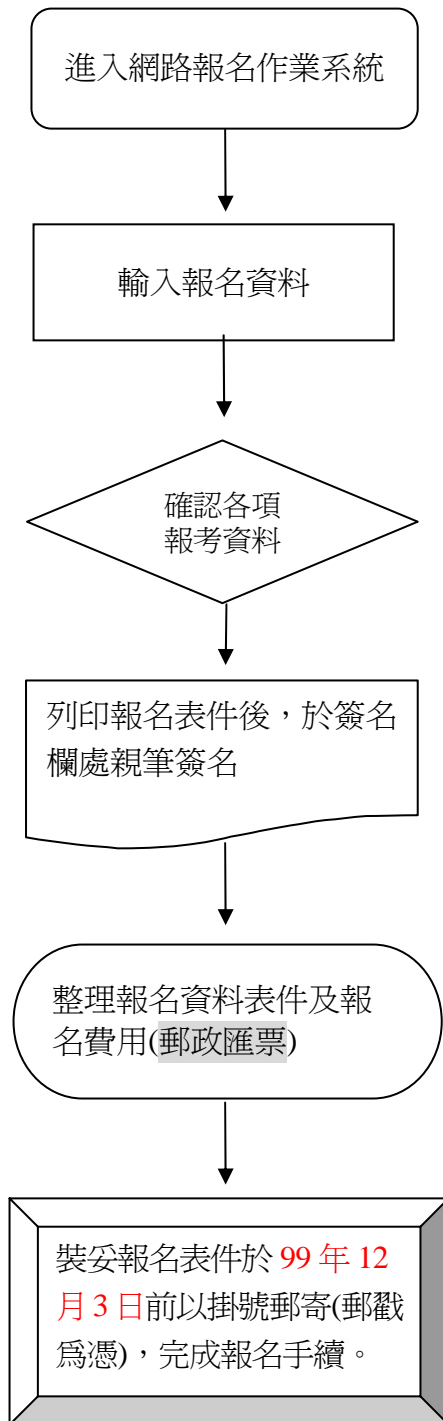 進入網路報名作業系統
輸入報名資料
確認各項
報考資料
列印報名表件後，於簽名
欄處親筆簽名
整理報名資料表件及報
名費用(郵政匯票)
裝妥報名表件於 99 年 12
月 3 日前以掛號郵寄(郵戳
為憑)，完成報名手續。